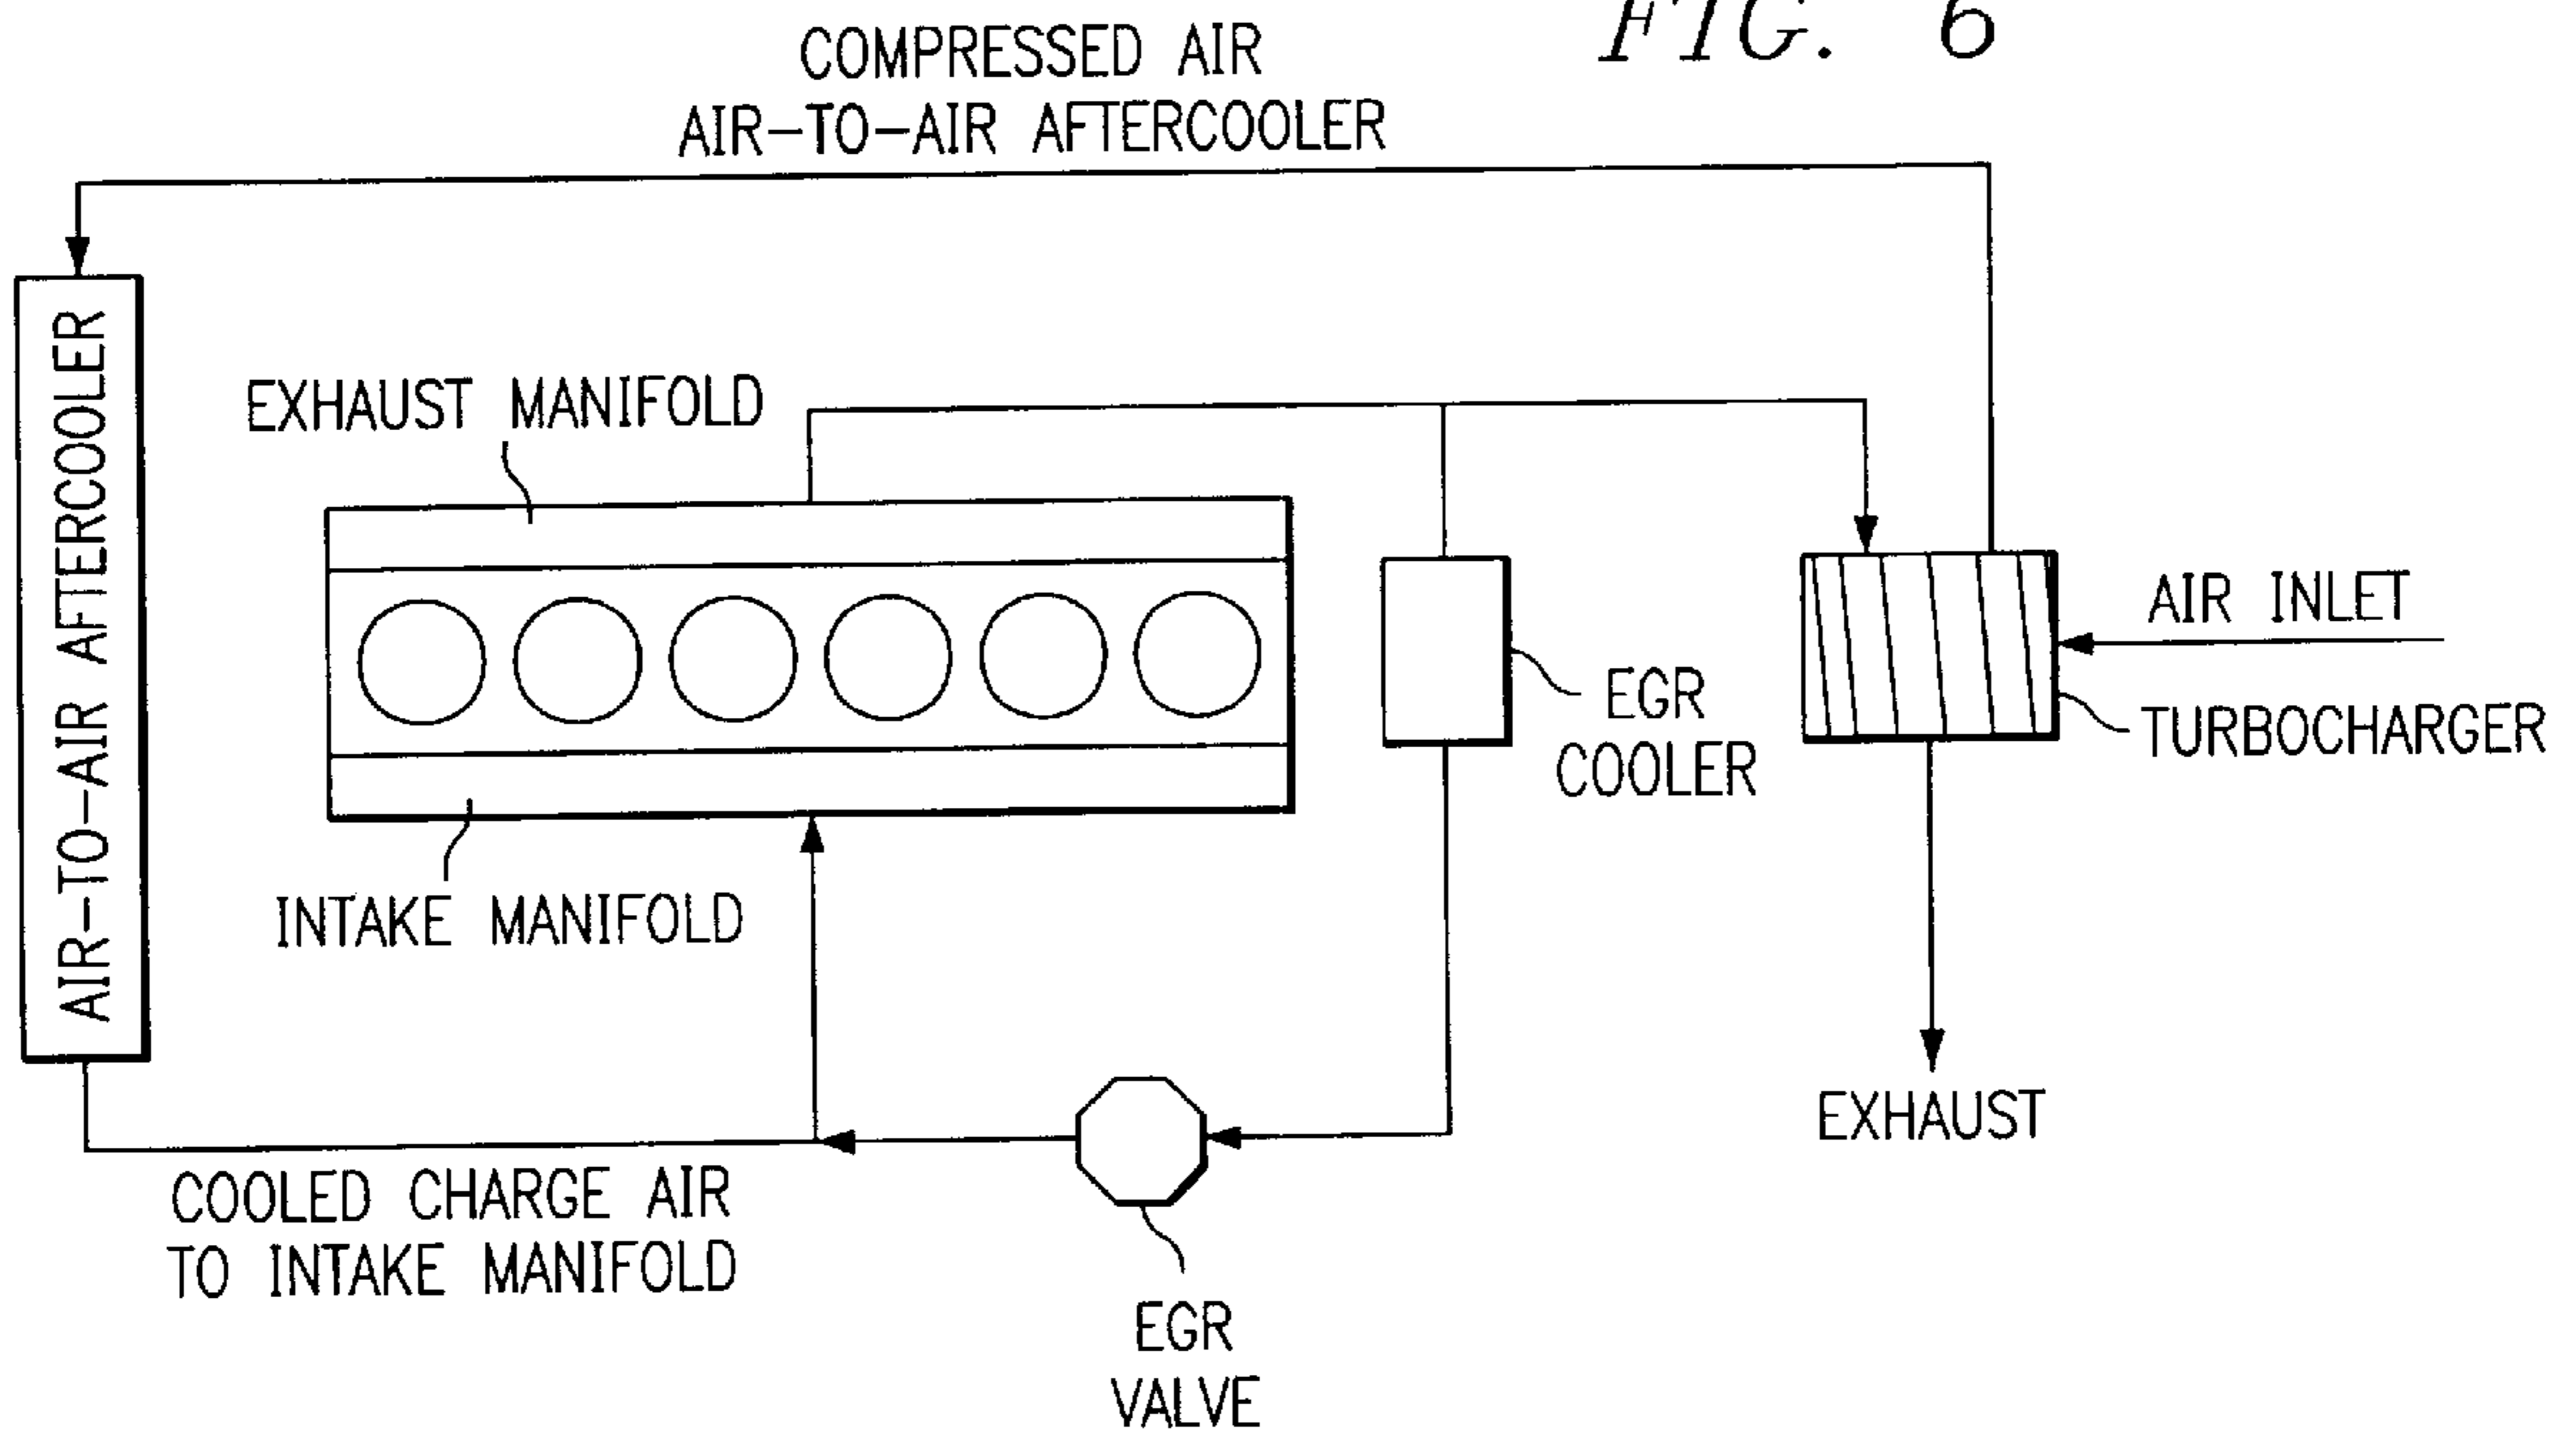 FIG. 6
COMPRESSED AIR
AIR-TO-AIR AFTERCOOLER
AIR-TO-AIR AFTERCOOLER
EXHAUST MANIFOLD
AIR INLET
EGR
COOLER
TURBOCHARGER
INTAKE MANIFOLD
EXHAUST
COOLED CHARGE AIR
TO INTAKE MANIFOLD
EGR
VALVE